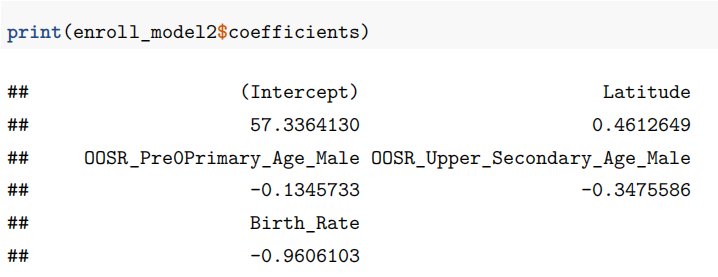 print(enroll_model2$coefficients)
## (Intercept) Latitude
## 57.3364130 0.4612649
## OOSR_Pre0Primary_Age_Male OOSR_Upper_Secondary_Age_Male
## -0.1345733 -0.3475586
## Birth_Rate
## -0.9606103